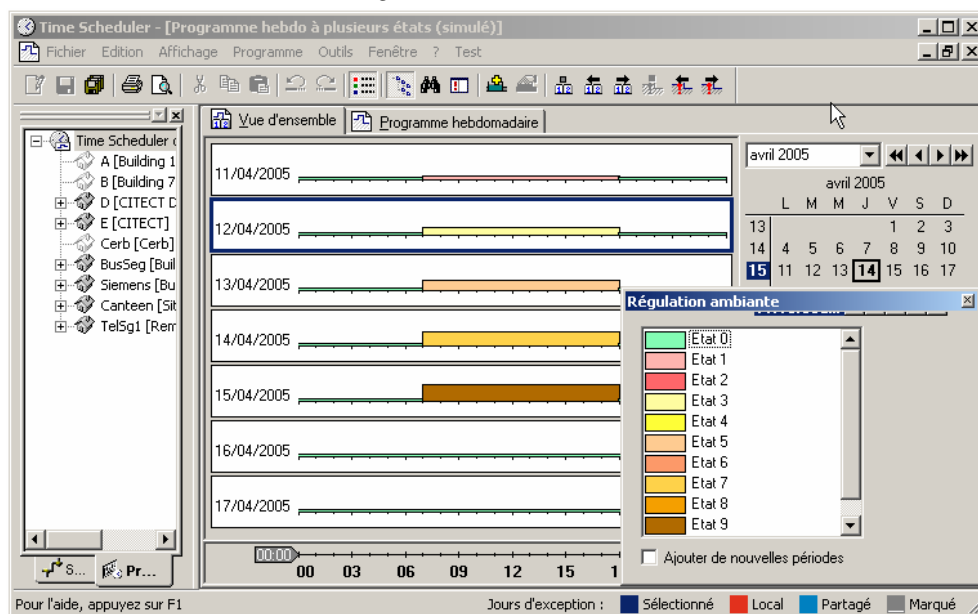 Time Scheduler - [Programme hebdo à plusieurs états (simulé)]
Fichier Edition Affichage Programme Outils Fenêtre ? Test
Vue d'ensemble Programme hebdomadaire
Time Scheduler
A [Building 1
B [Building 7
D [CITECT D
E [CITECT]
Cerb [Cerb]
BusSeg [Buil
Siemens [Bu
Canteen [Sit
TelSg1 [Rem
11/04/2005
12/04/2005
13/04/2005
14/04/2005
15/04/2005
16/04/2005
17/04/2005
00:00
00 03 06 09 12 15 1
avril 2005
avril 2005
L M M J V S D
13 1 2 3
14 4 5 6 7 8 9 10
15 11 12 13 14 15 16 17
Régulation ambiante
Etat 0
Etat 1
Etat 2
Etat 3
Etat 4
Etat 5
Etat 6
Etat 7
Etat 8
Etat 9
Ajouter de nouvelles périodes
S... Pr...
Pour l'aide, appuyez sur F1
Jours d'exception : Sélectionné Local Partagé Marqué